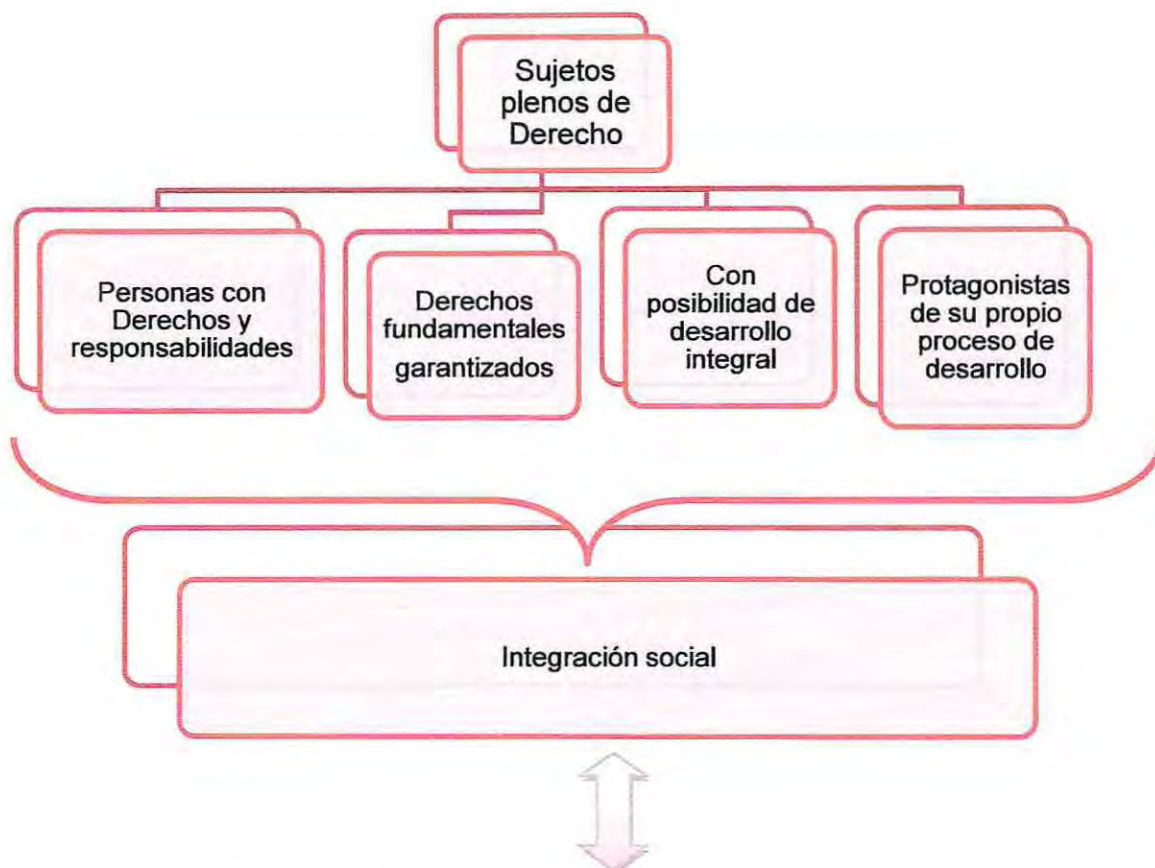 Sujetos
plenos de
Derecho
Personas con
Derechos y
responsabilidades
Derechos
fundamentales
garantizados
Con
posibilidad de
desarrollo
integral
Protagonistas
de su propio
proceso de
desarrollo
Integración social